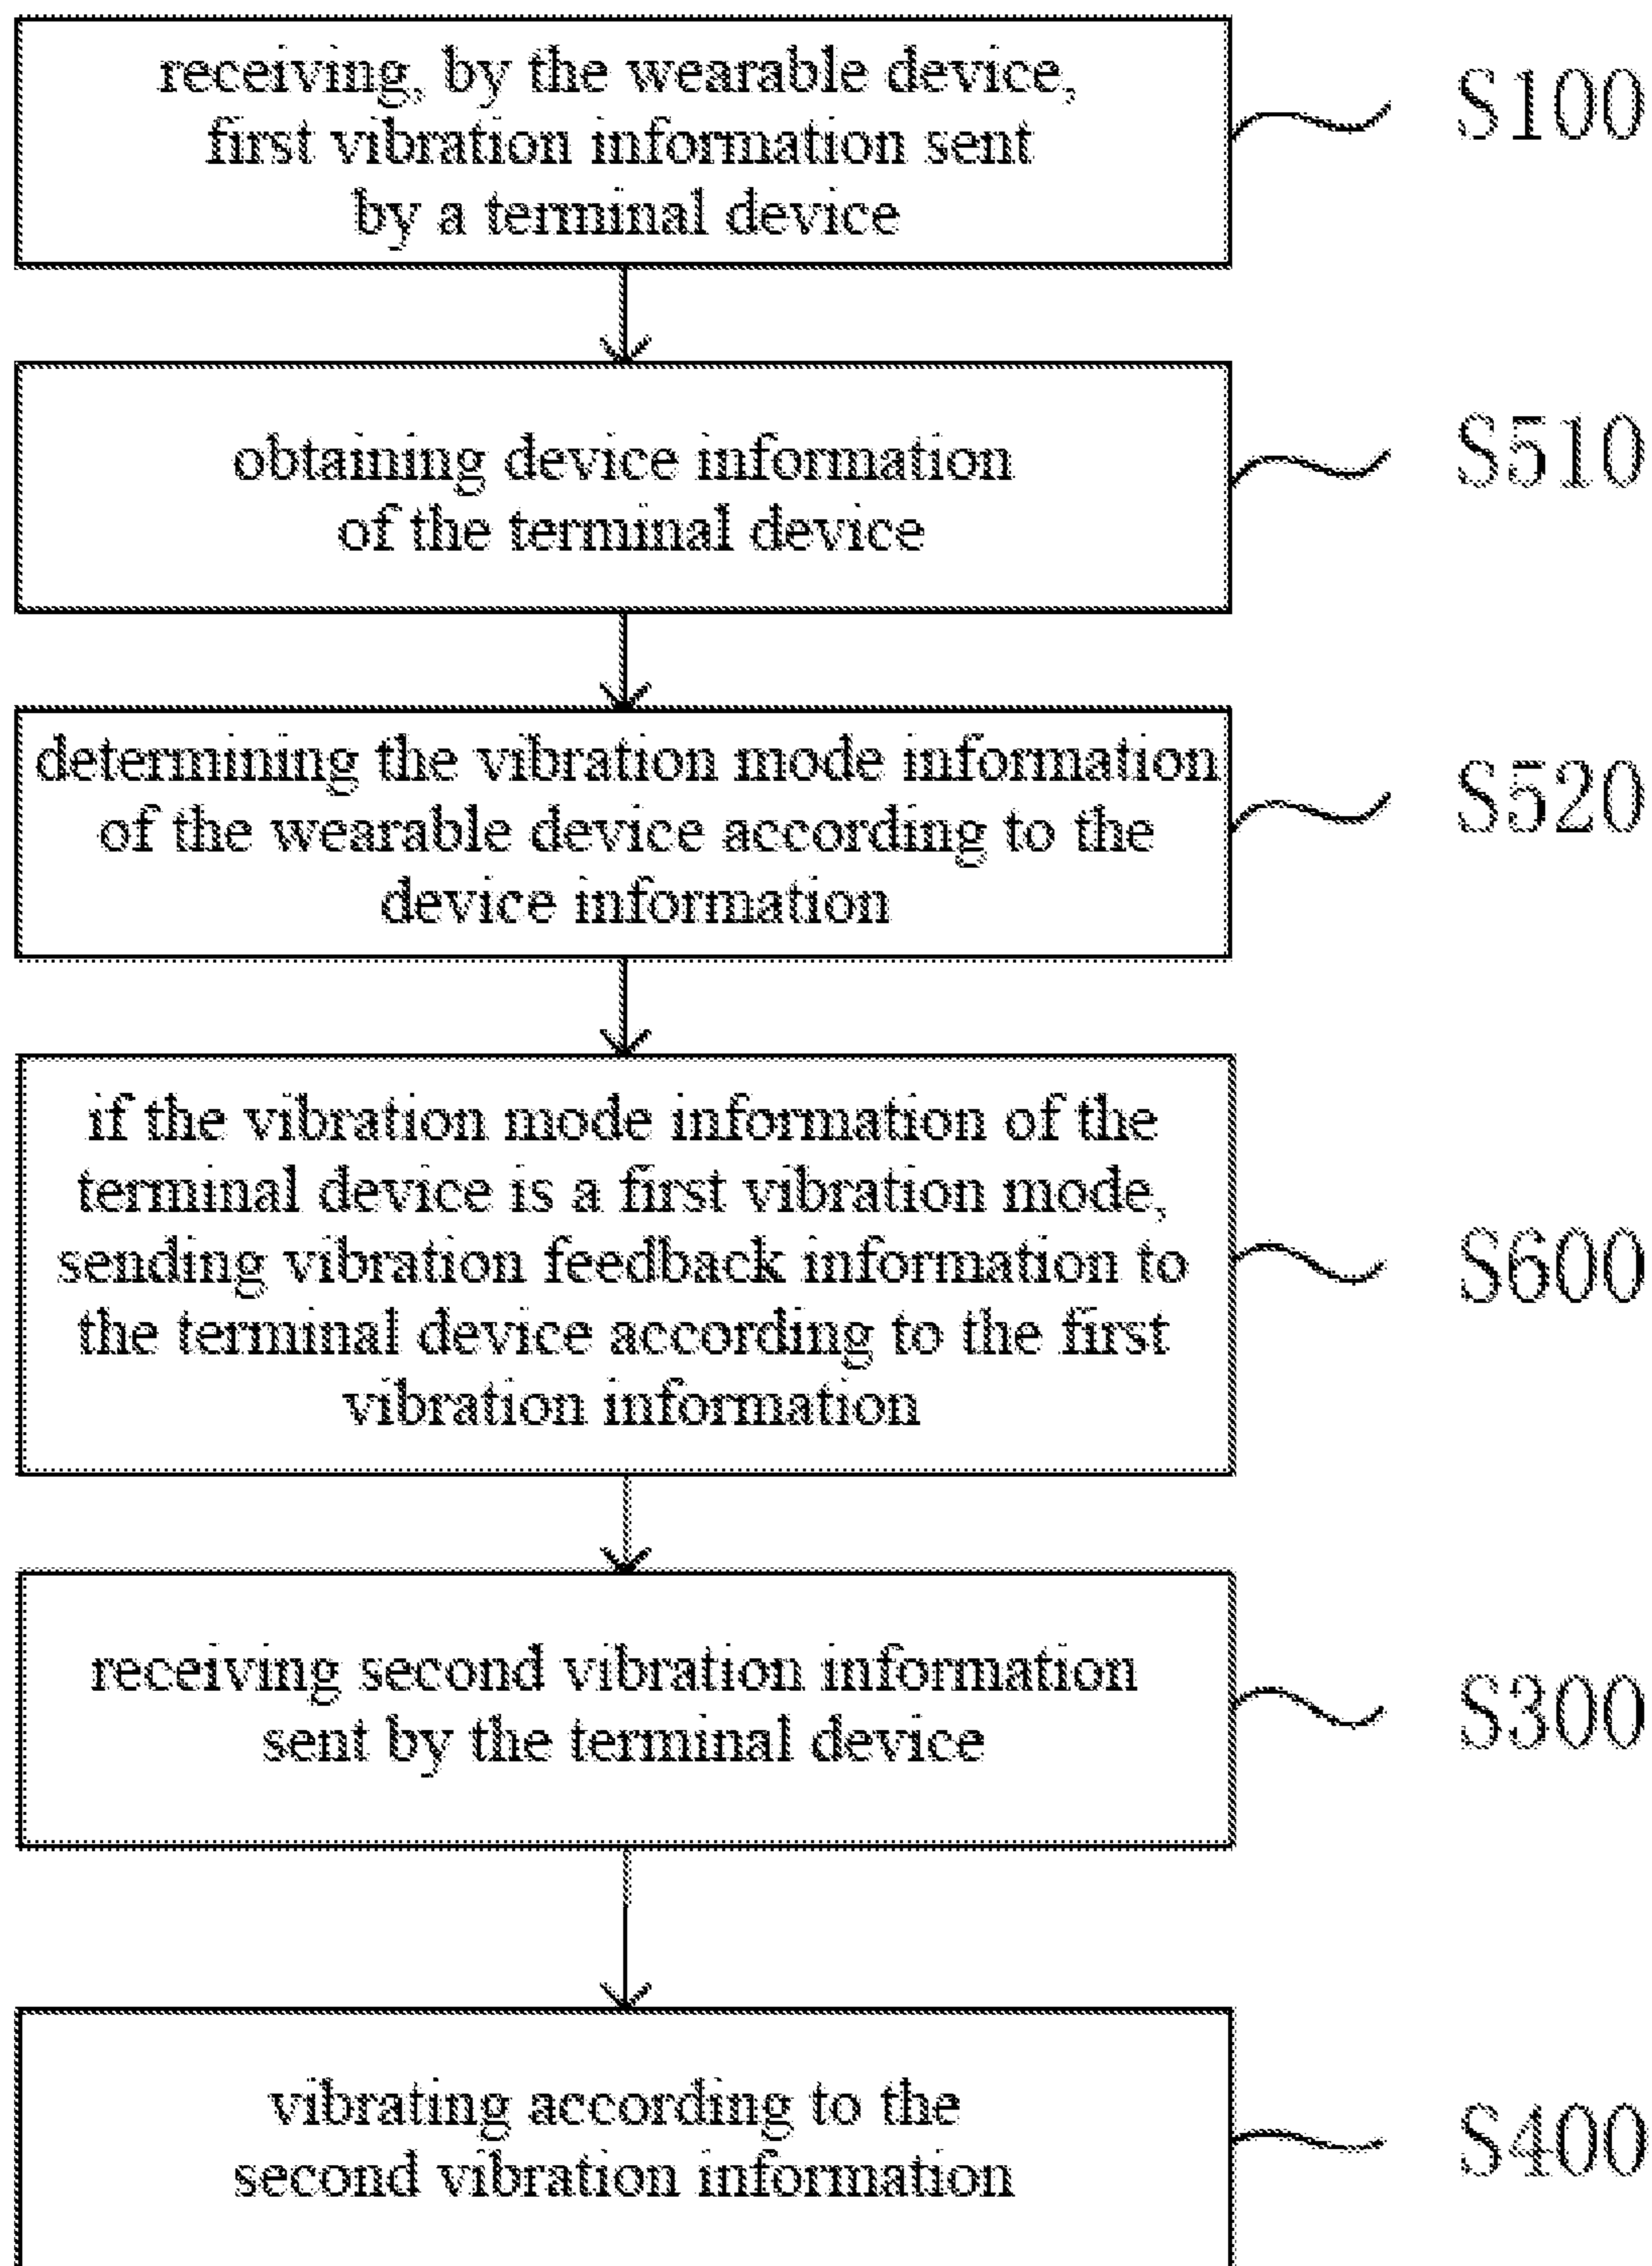 receiving, by the wearable device,
first vibration information sent
by a terminal device
S100
obtaining device information
of the terminal device
S510
determining the vibration mode information
of the wearable device according to the
device information
S520
if the vibration mode information of the
terminal device is a first vibration mode,
sending vibration feedback information to
the terminal device according to the first
vibration information
S600
receiving second vibration information
sent by the terminal device
S300
vibrating according to the
second vibration information
S400